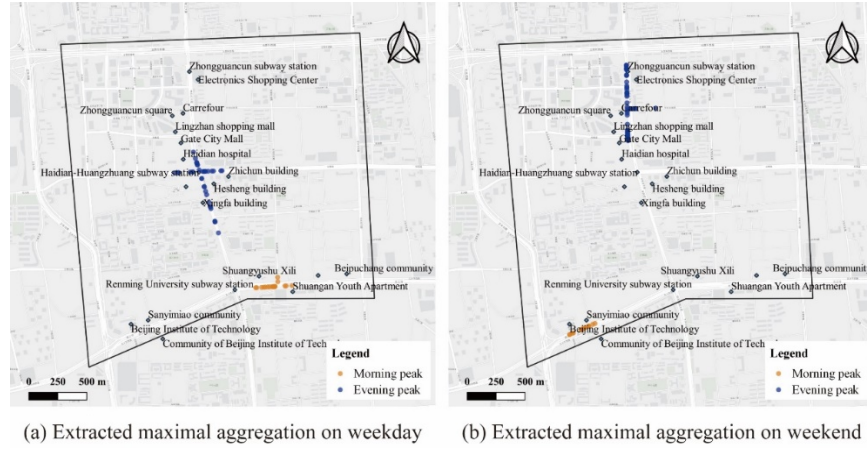 Zhongguancun subway station
Electronics Shopping Center
Zhongguancun square
Carrefour
Lingzhan shopping mall
Gate City Mall
Haidian hospital
Haidian-Huangzhuang subway station
Zhichun building
Hesheng building
Xingfa building
Shuangyushu Xili
Beijing Institute of Technology
Renming University subway station
Shuangan Youth Apartment
Sanyimiao community
Community of Beijing Institute of Tech
Legend
Morning peak
Evening peak
0 250 500 m
(a) Extracted maximal aggregation on weekday
Zhongguancun subway station
Electronics Shopping Center
Zhongguancun square
Carrefour
Lingzhan shopping mall
Gate City Mall
Haidian hospital
Haidian-Huangzhuang subway station
Zhichun building
Hesheng building
Xingfa building
Shuangyushu Xili
Renming University subway station
Shuangan Youth Apartment
Sanyimiao community
Beijing Institute of Technology
Community of Beijing Institute of Tech
Legend
Morning peak
Evening peak
0 250 500 m
(b) Extracted maximal aggregation on weekend